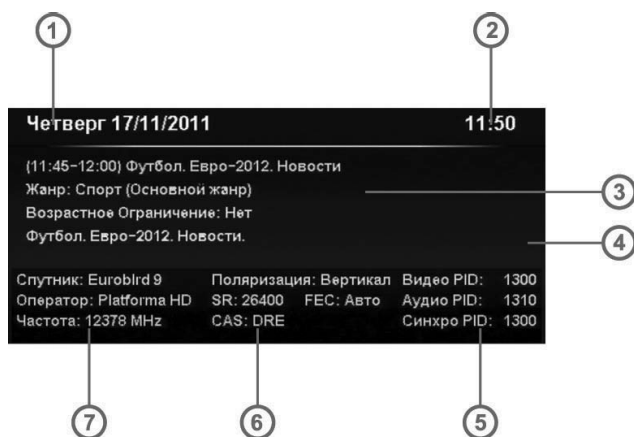 1 2
Четверг 17/11/2011 11:50
(11:45-12:00) Футбол. Евро-2012. Новости
Жанр: Спорт (Основной жанр)
Возрастное Ограничение: Нет
Футбол. Евро-2012. Новости.
3
4
Спутник: Eurobird 9 Поляризация: Вертикал Видео PID: 1300
Оператор: Platforma HD SR: 26400 FEC: Авто Аудио PID: 1310
Частота: 12378 MHz CAS: DRE Синхро PID: 1300
7 6 5